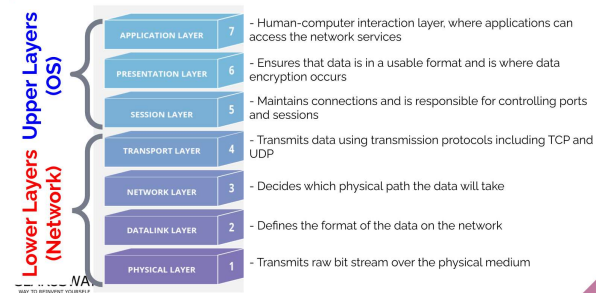 Upper Layers
(OS)
Lower Layers
(Network)
APPLICATION LAYER 7
- Human-computer interaction layer, where applications can
access the network services
PRESENTATION LAYER 6
- Ensures that data is in a usable format and is where data
encryption occurs
SESSION LAYER 5
- Maintains connections and is responsible for controlling ports
and sessions
TRANSPORT LAYER 4
- Transmits data using transmission protocols including TCP and
UDP
NETWORK LAYER 3
- Decides which physical path the data will take
DATALINK LAYER 2
- Defines the format of the data on the network
PHYSICAL LAYER 1
- Transmits raw bit stream over the physical medium
WAY TO REINVENT YOURSELF